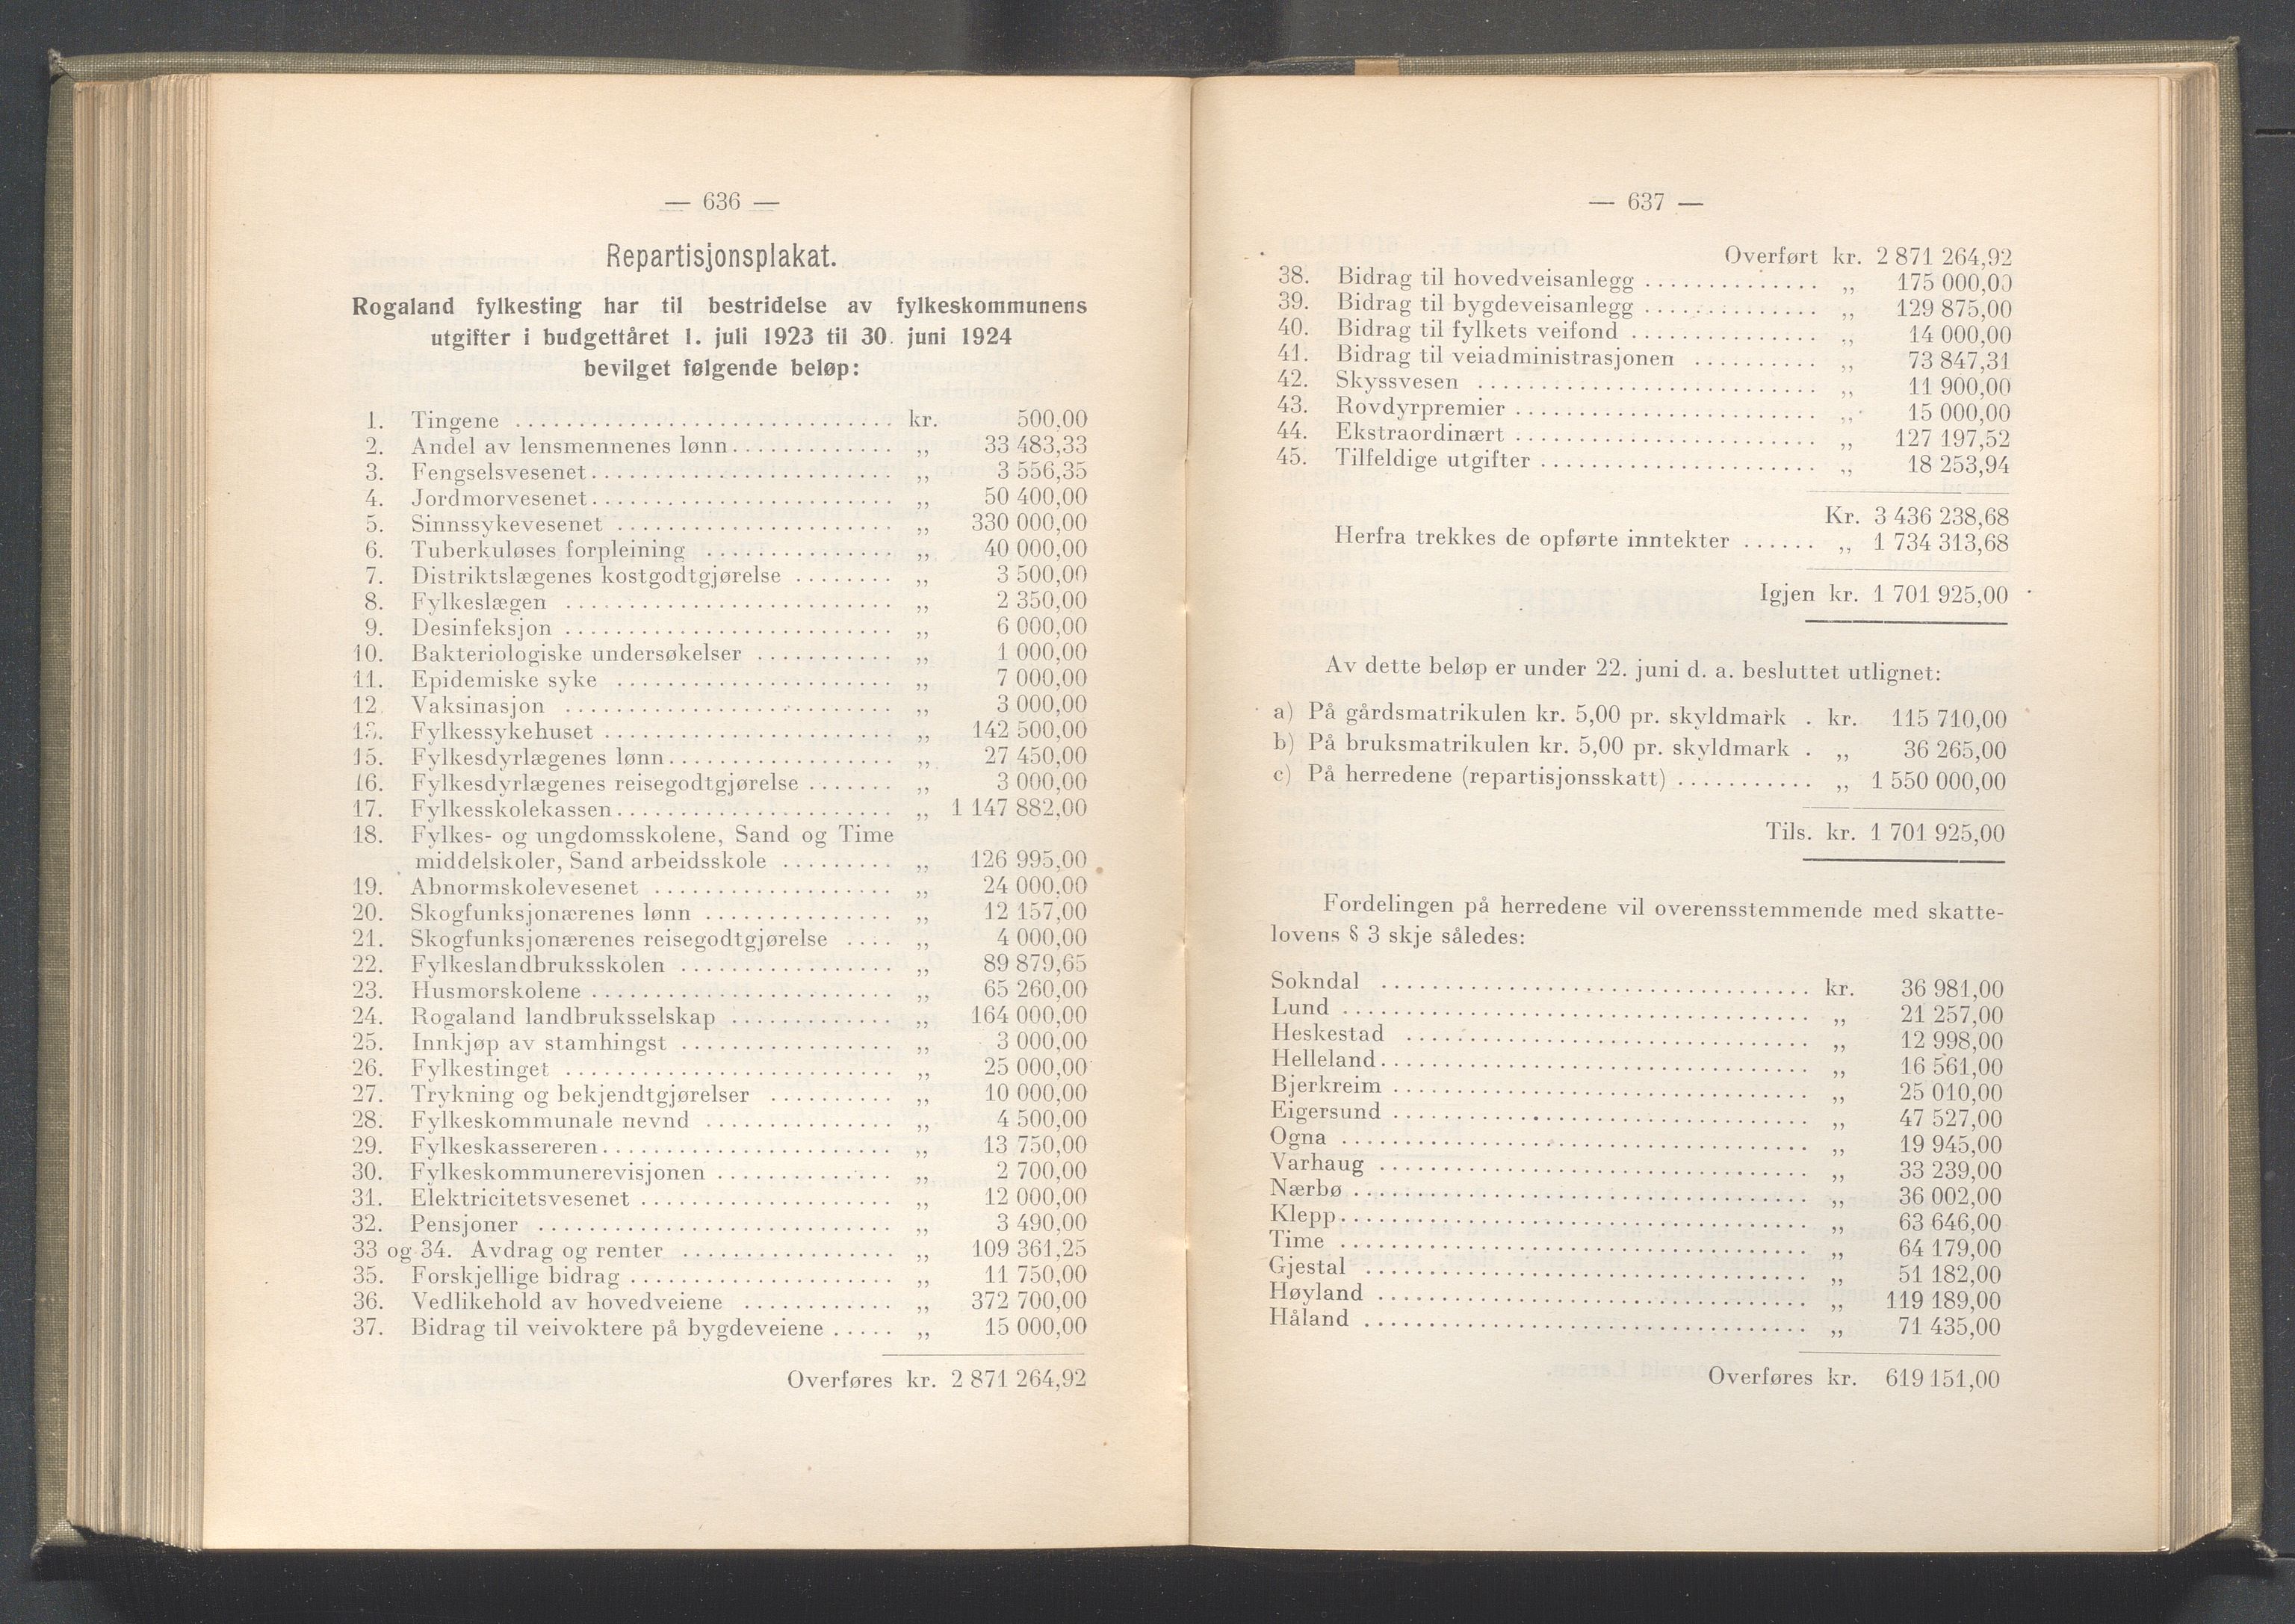 — 636 —
Repartisjonsplakat.
Rogaland fylkesting har til bestridelse av fylkeskommunens
utgifter i budgettåret 1. juli 1923 til 30. juni 1924
bevilget følgende beløp:
1. Tingene .............................. kr. 500,00
2. Andel av lensmennenes lønn............. „ 33 483,33
3. Fengselsvesenet........................ „ 3 556,35
4. Jordmorvesenet........................ „ 50 400,00
5. Sinnssykevesenet ...................... „ 330 000,00
6. Tuberkuløses forpleining ............... „ 40 000,00
7. Distriktslægenes kostgodtgjørelse ........ „ 3 500,00
8. Fylkeslægen .......................... „ 2 350,00
9. Desinfeksjon .......................... „ 6 000,00
10. Bakteriologiske undersøkelser ........... „ 1 000,00
11. Epidemiske syke ...................... „ 7 000,00
12. Vaksinasjon .......................... „ 3 000,00
13. Fylkessykehuset ....................... „ 142 500,00
15. Fylkesdyrlægenes lønn.................. „ 27 450,00
16. Fylkesdyrlægenes reisegodtgjørelse ....... „ 3 000,00
17. Fylkesskolekassen...................... „ 1 147 882,00
18. Fylkes- og ungdomsskolene, Sand og Time
middelskoler, Sand arbeidsskole ......... „ 126 995,00
19. Abnormskolevesenet ................... „ 24 000,00
20. Skogfunksjonærenes lønn ............... „ 12 157,00
21. Skogfunksjonærenes reisegodtgjørelse .... „ 4 000,00
22. Fylkeslandbruksskolen ................. „ 89 879,65
23. Husmorskolene ........................ „ 65 260,00
24. Rogaland landbruksselskap ............. „ 164 000,00
25. Innkjøp av stamhingst ................. „ 3 000,00
26. Fylkestinget .......................... „ 25 000,00
27. Trykning og bekjendtgjørelser .......... „ 10 000,00
28. Fylkeskommunale nevnd ............... „ 4 500,00
29. Fylkeskassereren....................... „ 13 750,00
30. Fylkeskommunerevisjonen .............. „ 2 700,00
31. Elektricitetsvesenet .................... „ 12 000,00
32. Pensjoner ............................ „ 3 490,00
33 og 34. Avdrag og renter ................. „ 109 361,25
35. Forskjellige bidrag ..................... „ 11 750,00
36. Vedlikehold av hovedveiene ............ „ 372 700,00
37. Bidrag til veivoktere på bygdeveiene ..... „ 15 000,00
Overføres kr. 2 871 264,92
— 637 —
Overført kr. 2 871 264,92
38. Bidrag til hovedveisanlegg .............. „ 175 000,00
39. Bidrag til bygdeveisanlegg .............. „ 129 875,00
40. Bidrag til fylkets veifond ............... „ 14 000,00
41. Bidrag til veiadministrasjonen .......... „ 73 847,31
42. Skyssvesen ........................... „ 11 900,00
43. Rovdyrpremier ........................ „ 15 000,00
44. Ekstraordinært ........................ „ 127 197,52
45. Tilfeldige utgifter ...................... „ 18 253,94
Kr. 3 436 238,68
Herfra trekkes de opførte inntekter ...... „ 1 734 313,68
Igjen kr. 1 701 925,00
Av dette beløp er under 22. juni d. a. besluttet utlignet:
a) På gårdsmatrikulen kr. 5,00 pr. skyldmark . kr. 115 710,00
b) På bruksmatrikulen kr. 5,00 pr. skyldmark . „ 36 265,00
c) På herredene (repartisjonsskatt) ........... „ 1 550 000,00
Tils. kr. 1 701 925,00
Fordelingen på herredene vil overensstemmende med skatte-
lovens § 3 skje således:
Sokndal .................................. kr. 36 981,00
Lund ..................................... „ 21 257,00
Heskestad ................................ „ 12 998,00
Helleland.................................. „ 16 561,00
Bjerkreim ................................. „ 25 010,00
Eigersund ................................. „ 47 527,00
Ogna ..................................... „ 19 945,00
Varhaug .................................. „ 33 239,00
Nærbø .................................... „ 36 002,00
Klepp..................................... „ 63 646,00
Time ..................................... „ 64 179,00
Gjestal ................................... „ 51 182,00
Høyland .................................. „ 119 189,00
Håland ................................... „ 71 435,00
Overføres kr. 619 151,00